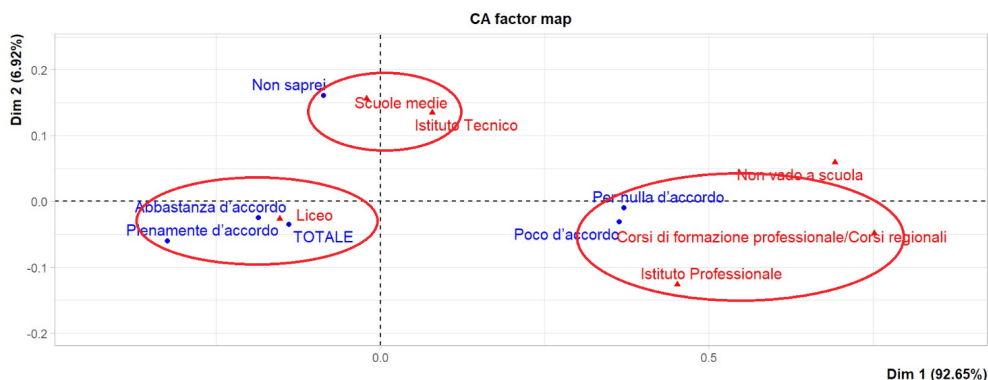 CA factor map
Dim 2 (6.92%)
0.2
0.1
0.0
-0.1
-0.2
Non saprei
Scuole medie
Istituto Tecnico
Non vado a scuola
Per nulla d'accordo
Abbastanza d'accordo
Liceo
Pienamente d'accordo
TOTALE
Poco d'accordo
Corsi di formazione professionale/Corsi regionali
Istituto Professionale
0.0
0.5
Dim 1 (92.65%)